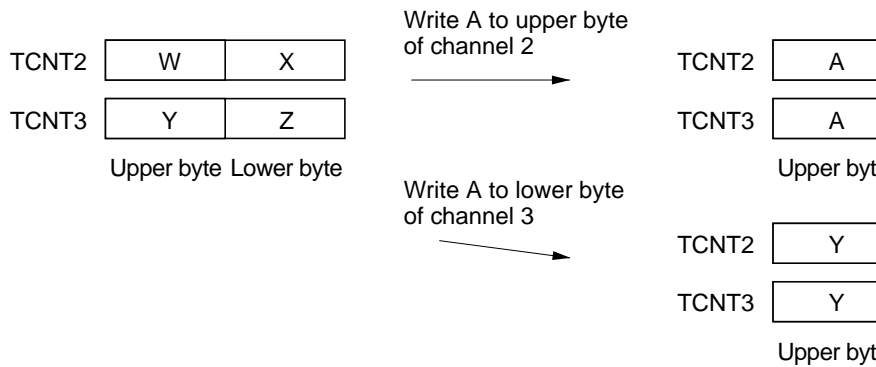 Write A to upper byte
of channel 2
TCNT2 W X
TCNT3 Y Z
Upper byte Lower byte
TCNT2 A
TCNT3 A
Upper byt
Write A to lower byte
of channel 3
TCNT2 Y
TCNT3 Y
Upper byt